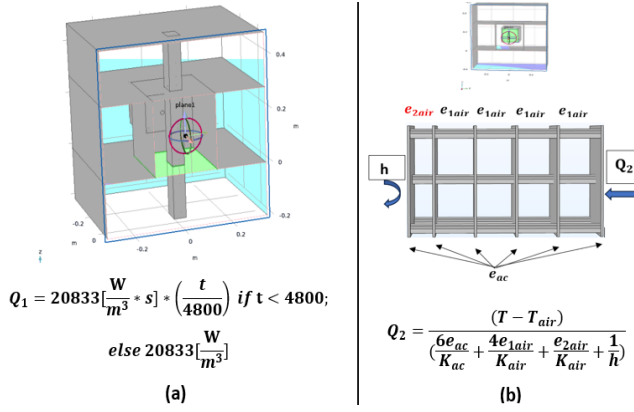 0.4
0.2
m
0
-0.2
plane1
-0.2
0
m
0.2
0
-0.2
m
z
Q₁ = 20833[W/m³ * s] * (t/4800) if t < 4800;
else 20833[W/m³]
(a)
e2air e1air e1air e1air e1air
h
Q₂
eac
Q₂ = (T − Tair) / (6eac/Kac + 4e1air/Kair + e2air/Kair + 1/h)
(b)